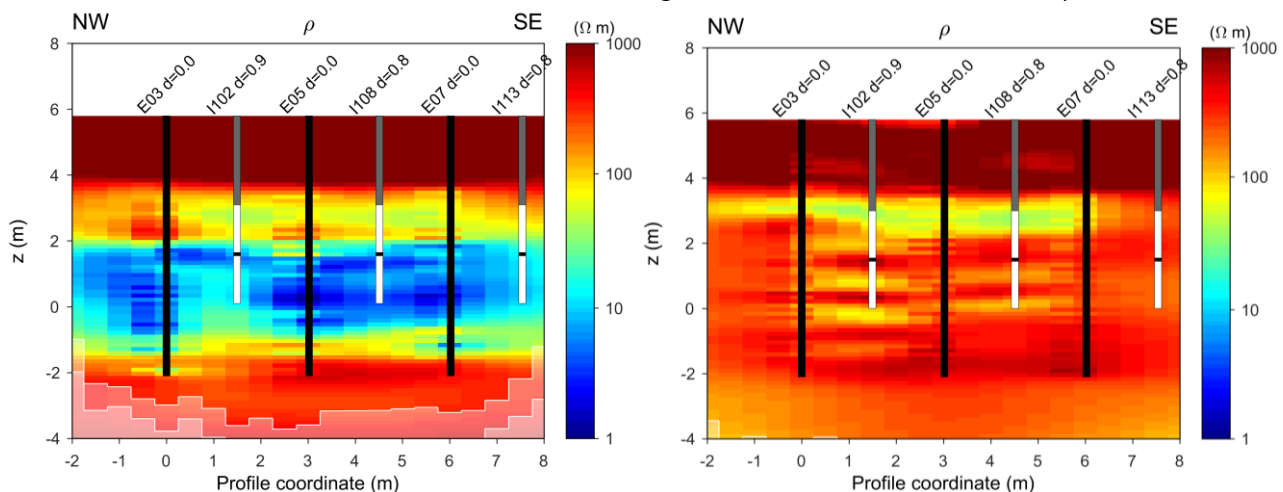 NW ρ SE (Ω m)
8 E03 d=0.0 I102 d=0.9 E05 d=0.0 I108 d=0.8 E07 d=0.0 I113 d=0.8 1000
6
4 100
2
z (m)
0 10
-2
-4 1
-2 -1 0 1 2 3 4 5 6 7 8
Profile coordinate (m)
NW ρ SE (Ω m)
8 E03 d=0.0 I102 d=0.9 E05 d=0.0 I108 d=0.8 E07 d=0.0 I113 d=0.8 1000
6
4 100
2
z (m)
0 10
-2
-4 1
-2 -1 0 1 2 3 4 5 6 7 8
Profile coordinate (m)